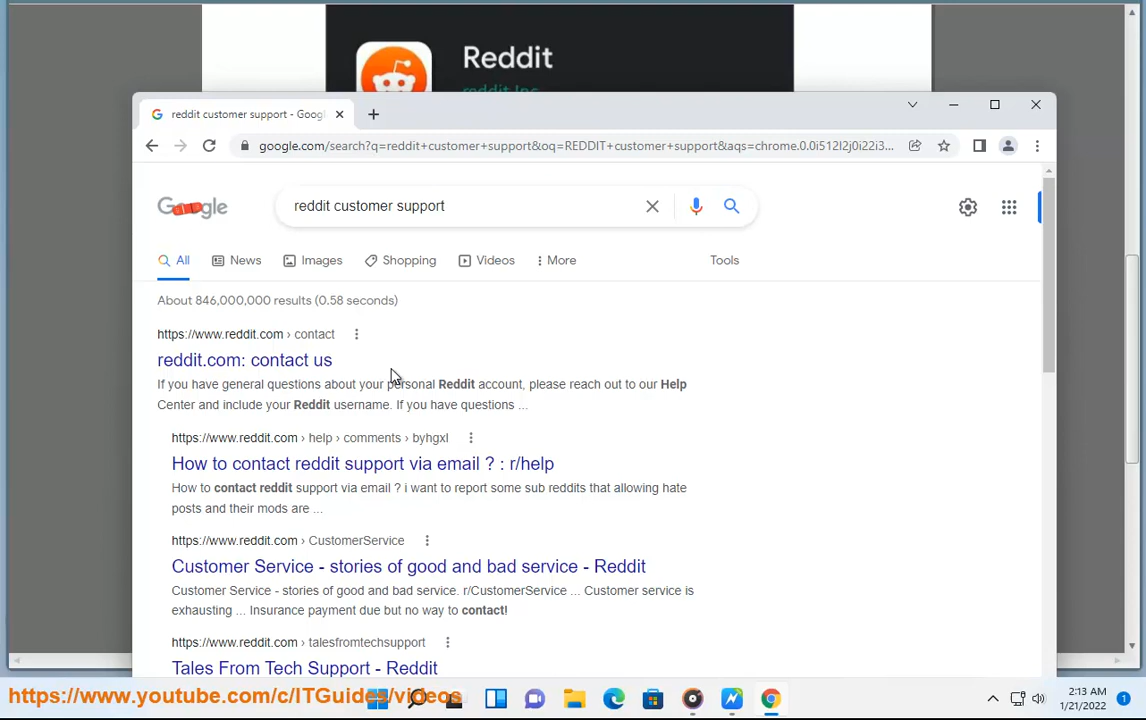 Reddit
reddit Inc.
reddit customer support - Goog
google.com/search?q=reddit+customer+support&oq=REDDIT+customer+support&aqs=chrome.0.0i512l2j0i22i3...
Google
reddit customer support
All
News
Images
Shopping
Videos
More
Tools
About 846,000,000 results (0.58 seconds)
https://www.reddit.com › contact
reddit.com: contact us
If you have general questions about your personal Reddit account, please reach out to our Help
Center and include your Reddit username. If you have questions ...
https://www.reddit.com › help › comments › byhgxl
How to contact reddit support via email ? : r/help
How to contact reddit support via email ? i want to report some sub reddits that allowing hate
posts and their mods are ...
https://www.reddit.com › CustomerService
Customer Service - stories of good and bad service - Reddit
Customer Service - stories of good and bad service. r/CustomerService ... Customer service is
exhausting ... Insurance payment due but no way to contact!
https://www.reddit.com › talesfromtechsupport
Tales From Tech Support - Reddit
https://www.youtube.com/c/ITGuides/videos
2:13 AM
1/21/2022
1